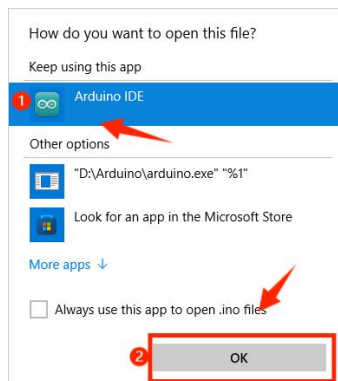 How do you want to open this file?
Keep using this app
1 Arduino IDE
Other options
"D:\Arduino\arduino.exe" "%1"
Look for an app in the Microsoft Store
More apps ↓
Always use this app to open .ino files
2 OK